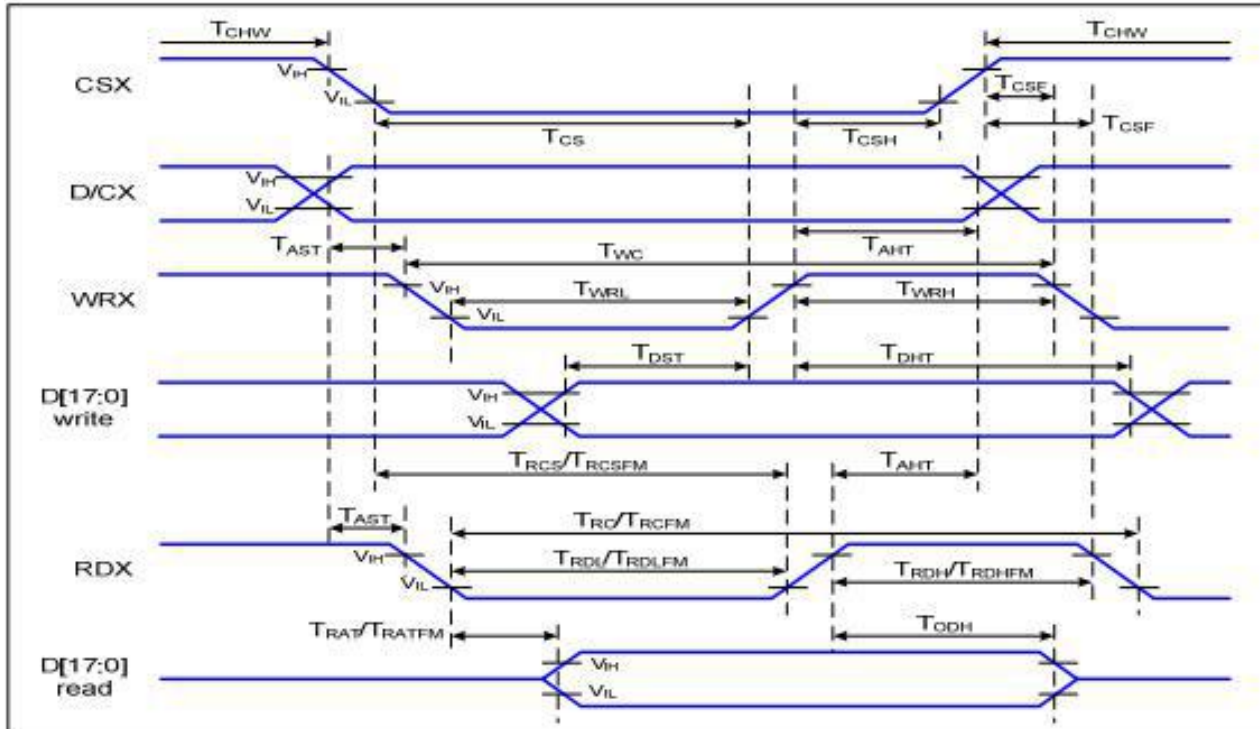 TCHW TCHW
CSX VIH TCSF
VIL TCSF
TCS TCSH
D/CX VIH
VIL
TAST TWC TAHT
WRX VIH TWRL TWRH
VIL
TDST TDHT
D[17:0] VIH
write VIL
TRCS/TRCSFM TAHT
TAST TRC/TRCFM
RDX VIH TRDL/TRDLFM
VIL TRDH/TRDHFM
TRAT/TRATFM TODH
D[17:0] VIH
read VIL